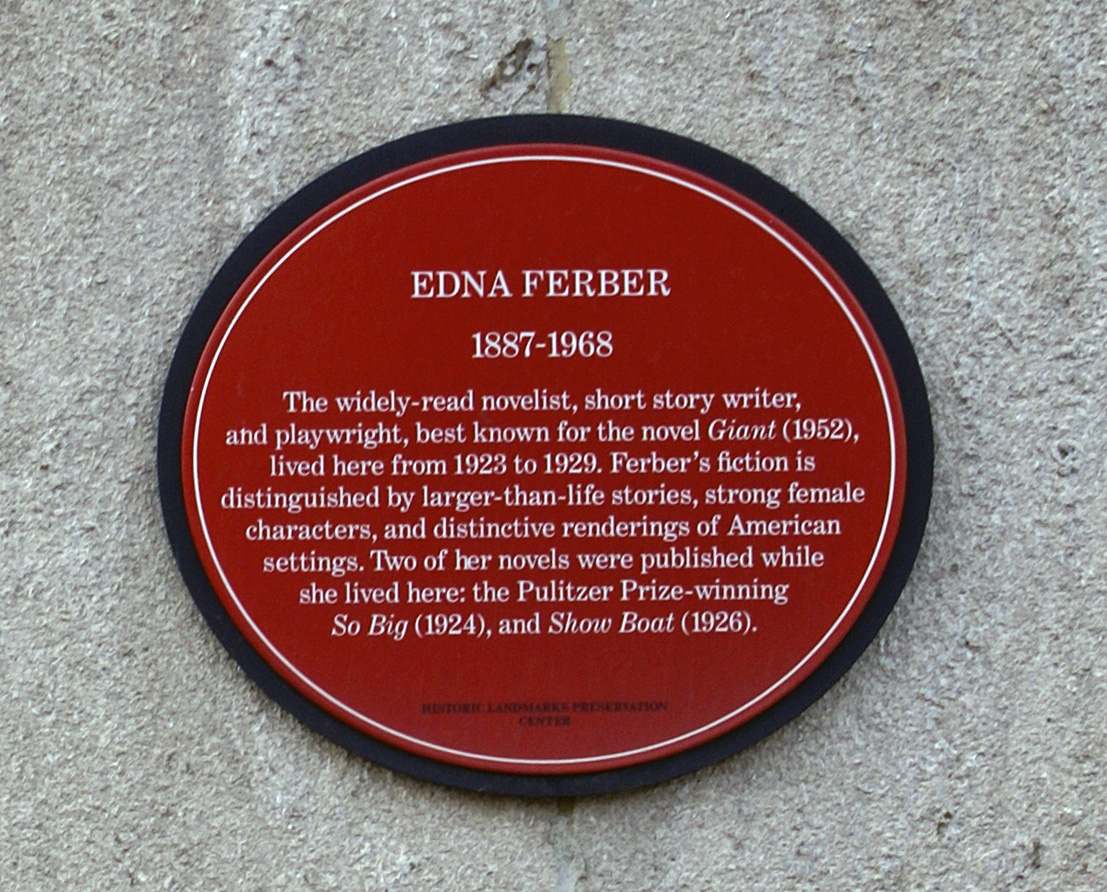 EDNA FERBER
1887-1968
The widely-read novelist, short story writer,
and playwright, best known for the novel Giant (1952),
lived here from 1923 to 1929. Ferber's fiction is
distinguished by larger-than-life stories, strong female
characters, and distinctive renderings of American
settings. Two of her novels were published while
she lived here: the Pulitzer Prize-winning
So Big (1924), and Show Boat (1926).
HISTORIC LANDMARKS PRESERVATION
CENTER